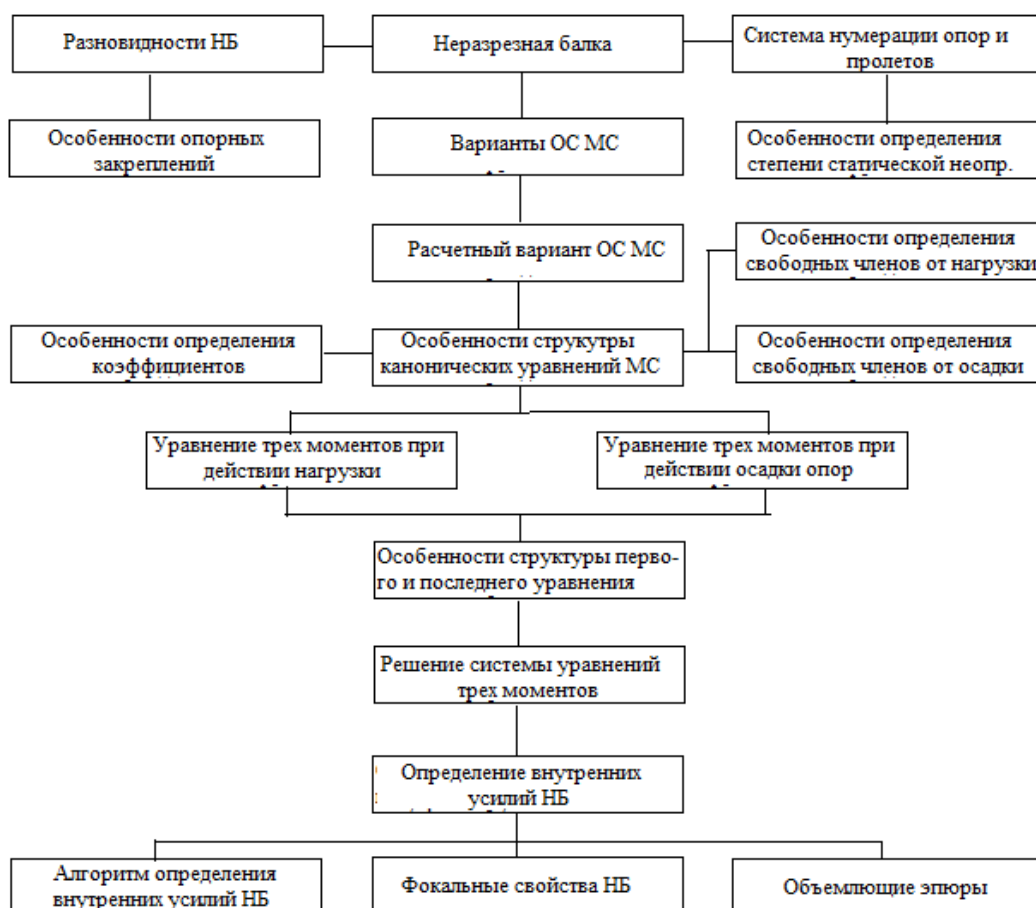 Разновидности НБ
Неразрезная балка
Система нумерации опор и
пролетов
Особенности опорных
закреплений
Варианты ОС МС
Особенности определения
степени статической неопр.
Расчетный вариант ОС МС
Особенности определения
свободных членов от нагрузки
Особенности определения
коэффициентов
Особенности струкутры
канонических уравнений МС
Особенности определения
свободных членов от осадки
Уравнение трех моментов при
действии нагрузки
Уравнение трех моментов при
действии осадки опор
Особенности структуры перво-
го и последнего уравнения
Решение системы уравнений
трех моментов
Определение внутренних
усилий НБ
Алгоритм определения
внутренних усилий НБ
Фокальные свойства НБ
Объемлющие эпюры